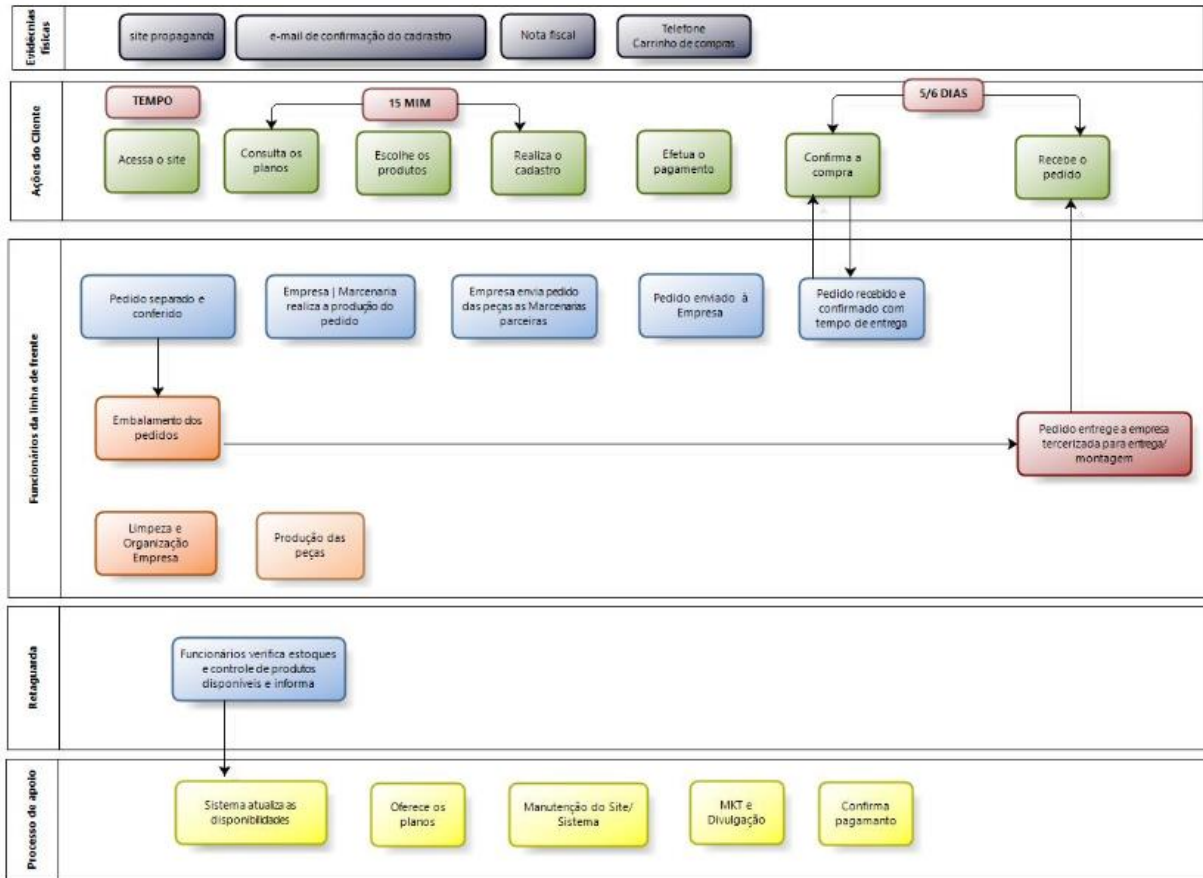 Evidécnias
físicas
site propaganda
e-mail de confirmação do cadrastro
Nota fiscal
Telefone
Carrinho de compras
Ações do Cliente
TEMPO
15 MIM
5/6 DIAS
Acessa o site
Consulta os
planos
Escolhe os
produtos
Realiza o
cadastro
Efetua o
pagamento
Confirma a
compra
Recebe o
pedido
Funcionários da linha de frente
Pedido separado e
conferido
Empresa | Marcenaria
realiza a produção do
pedido
Empresa envia pedido
das peças as Marcenarias
parceiras
Pedido enviado à
Empresa
Pedido recebido e
confirmado com
tempo de entrega
Embalamento dos
pedidos
Pedido entrege a empresa
tercerizada para entrega/
montagem
Limpeza e
Organização
Empresa
Produção das
peças
Retaguarda
Funcionários verifica estoques
e controle de produtos
disponíveis e informa
Processo de apoio
Sistema atualiza as
disponibilidades
Oferece os
planos
Manutenção do Site/
Sistema
MKT e
Divulgação
Confirma
pagamanto